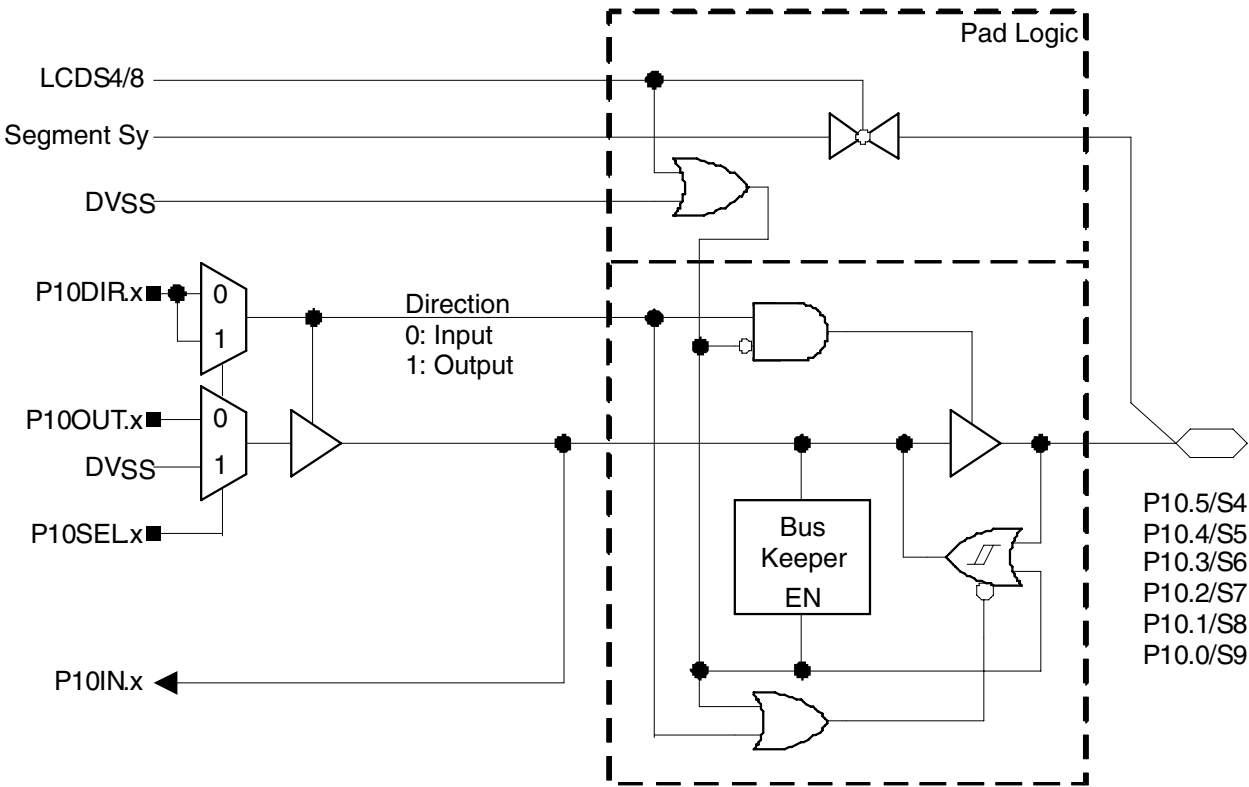 Pad Logic
LCDS4/8
Segment Sy
DVSS
P10DIR.x
0
1
Direction
0: Input
1: Output
P10OUT.x
0
DVSS
1
P10SEL.x
Bus
Keeper
EN
P10.5/S4
P10.4/S5
P10.3/S6
P10.2/S7
P10.1/S8
P10.0/S9
P10IN.x